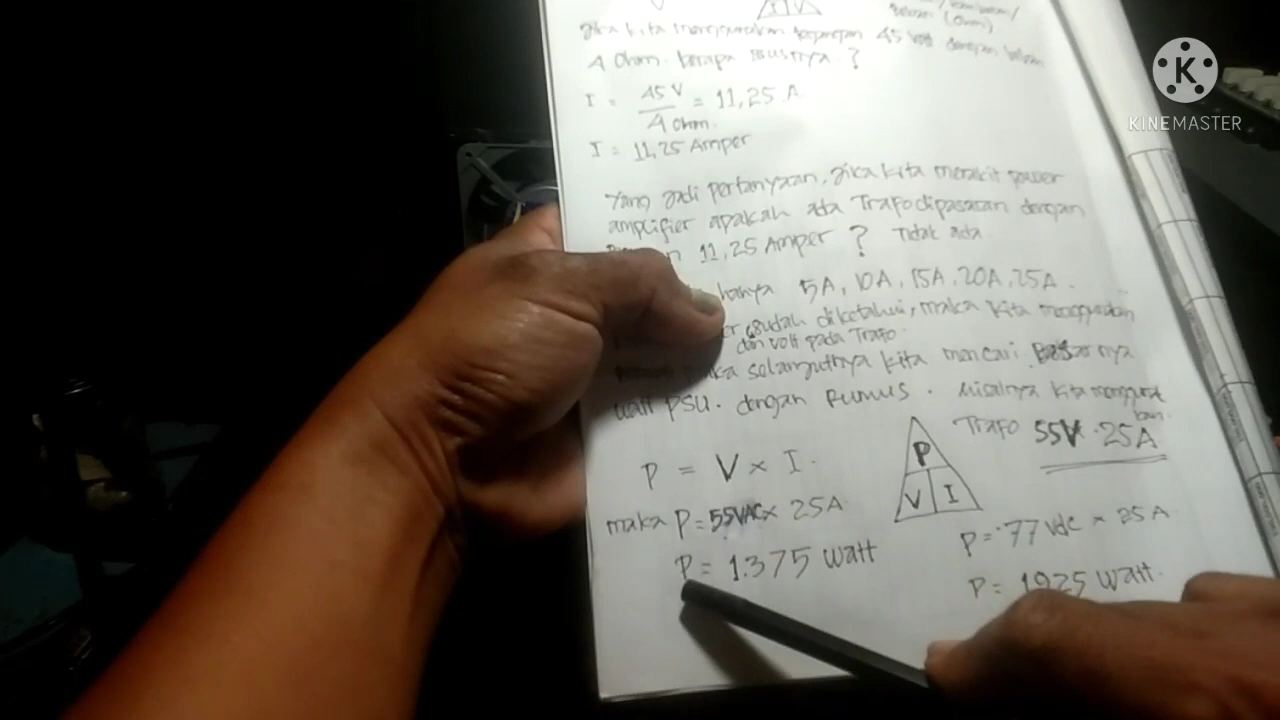 V
I V
beban (Ohm)
jika kita menggunakan tegangan 45 Volt dengan beban
4 Ohm. berapa arusnya ?
I = 45 V / 4 Ohm. = 11,25 A
I = 11,25 Amper
Yang jadi pertanyaan, jika kita merakit power
amplifier apakah ada Trafo dipasaran dengan
11,25 Amper ? Tidak ada
hanya 5A, 10A, 15A, 20A, 25A.
sudah diketahui, maka kita menggunakan
dan volt pada Trafo
selanjutnya kita mencari Besarnya
watt PSU. dengan Rumus. misalnya kita menggunakan
Trafo 55V . 25A
P = V x I.
P
V I
maka P = 55VAC x 25A.
P = 77 Vdc x 25 A.
P = 1.375 watt
P = 1925 watt.
K
KINEMASTER